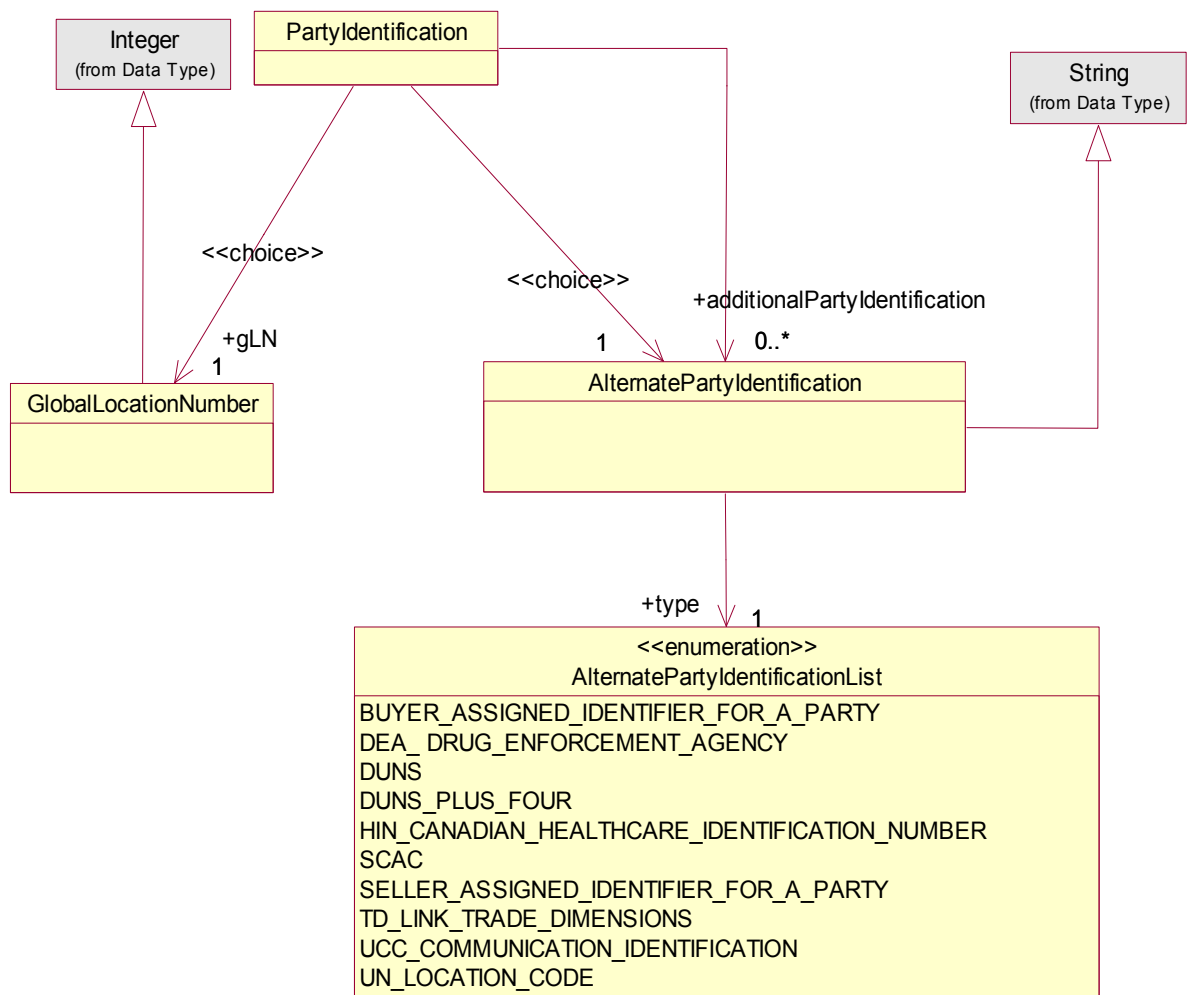 PartyIdentification
Integer
(from Data Type)
String
(from Data Type)
<<choice>>
<<choice>>
+additionalPartyIdentification
+gLN
1
1
0..*
GlobalLocationNumber
AlternatePartyIdentification
+type
1
<<enumeration>>
AlternatePartyIdentificationList
BUYER_ASSIGNED_IDENTIFIER_FOR_A_PARTY
DEA_ DRUG_ENFORCEMENT_AGENCY
DUNS
DUNS_PLUS_FOUR
HIN_CANADIAN_HEALTHCARE_IDENTIFICATION_NUMBER
SCAC
SELLER_ASSIGNED_IDENTIFIER_FOR_A_PARTY
TD_LINK_TRADE_DIMENSIONS
UCC_COMMUNICATION_IDENTIFICATION
UN_LOCATION_CODE